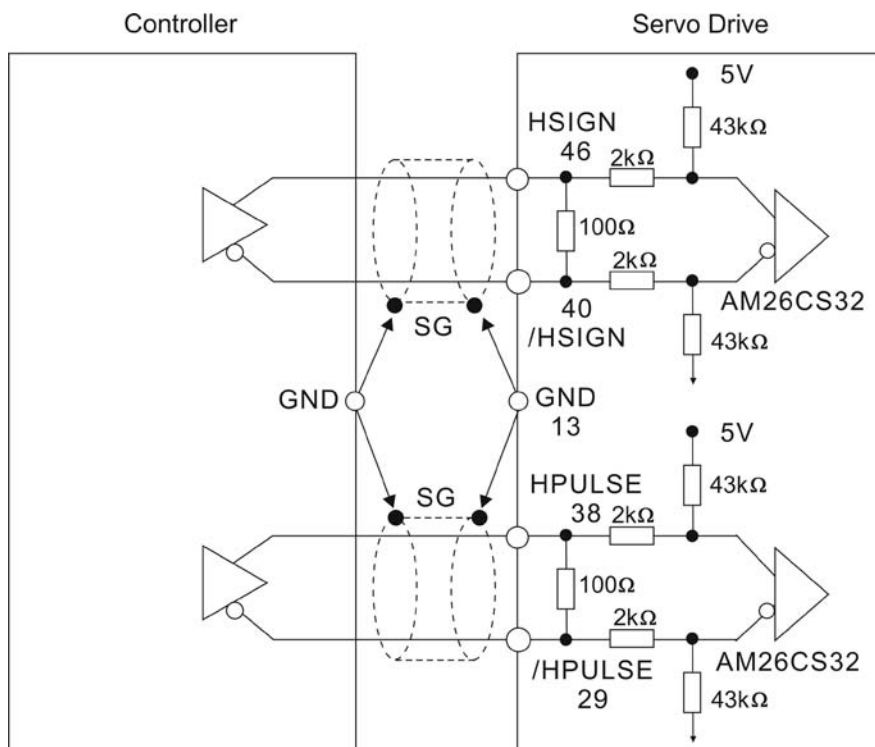 Controller
Servo Drive
5V
43kΩ
HSIGN
46
2kΩ
100Ω
2kΩ
AM26CS32
SG
40
/HSIGN
43kΩ
GND
GND
13
5V
SG
HPULSE
38
2kΩ
43kΩ
100Ω
2kΩ
AM26CS32
/HPULSE
29
43kΩ